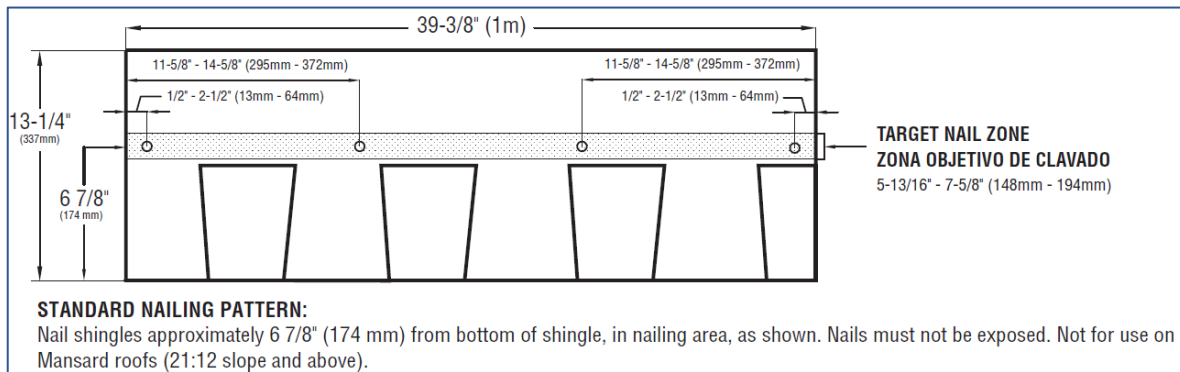 39-3/8" (1m)
11-5/8" - 14-5/8" (295mm - 372mm)
11-5/8" - 14-5/8" (295mm - 372mm)
1/2" - 2-1/2" (13mm - 64mm)
1/2" - 2-1/2" (13mm - 64mm)
13-1/4"
(337mm)
TARGET NAIL ZONE
ZONA OBJETIVO DE CLAVADO
5-13/16" - 7-5/8" (148mm - 194mm)
6 7/8"
(174 mm)
STANDARD NAILING PATTERN:
Nail shingles approximately 6 7/8" (174 mm) from bottom of shingle, in nailing area, as shown. Nails must not be exposed. Not for use on
Mansard roofs (21:12 slope and above).